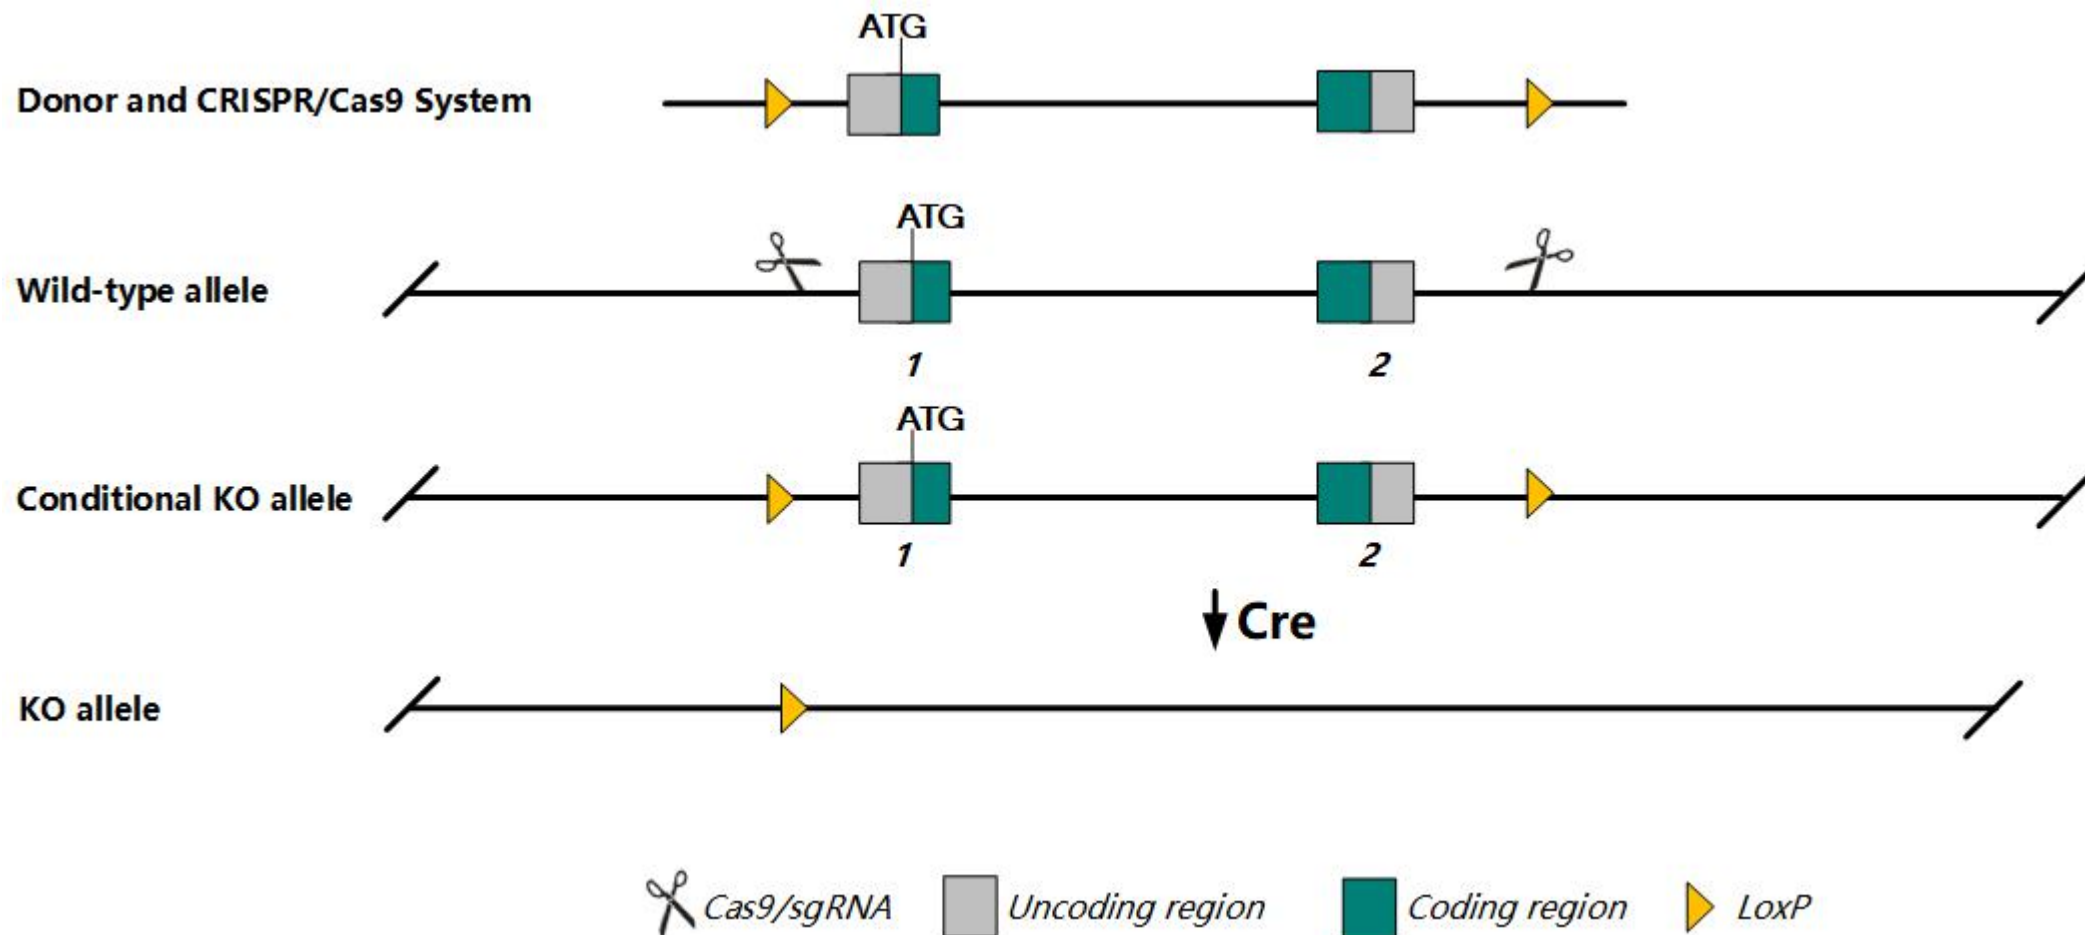 ATG
Donor and CRISPR/Cas9 System
ATG
Wild-type allele
1 2
ATG
Conditional KO allele
1 2
Cre
KO allele
Cas9/sgRNA Uncoding region Coding region LoxP